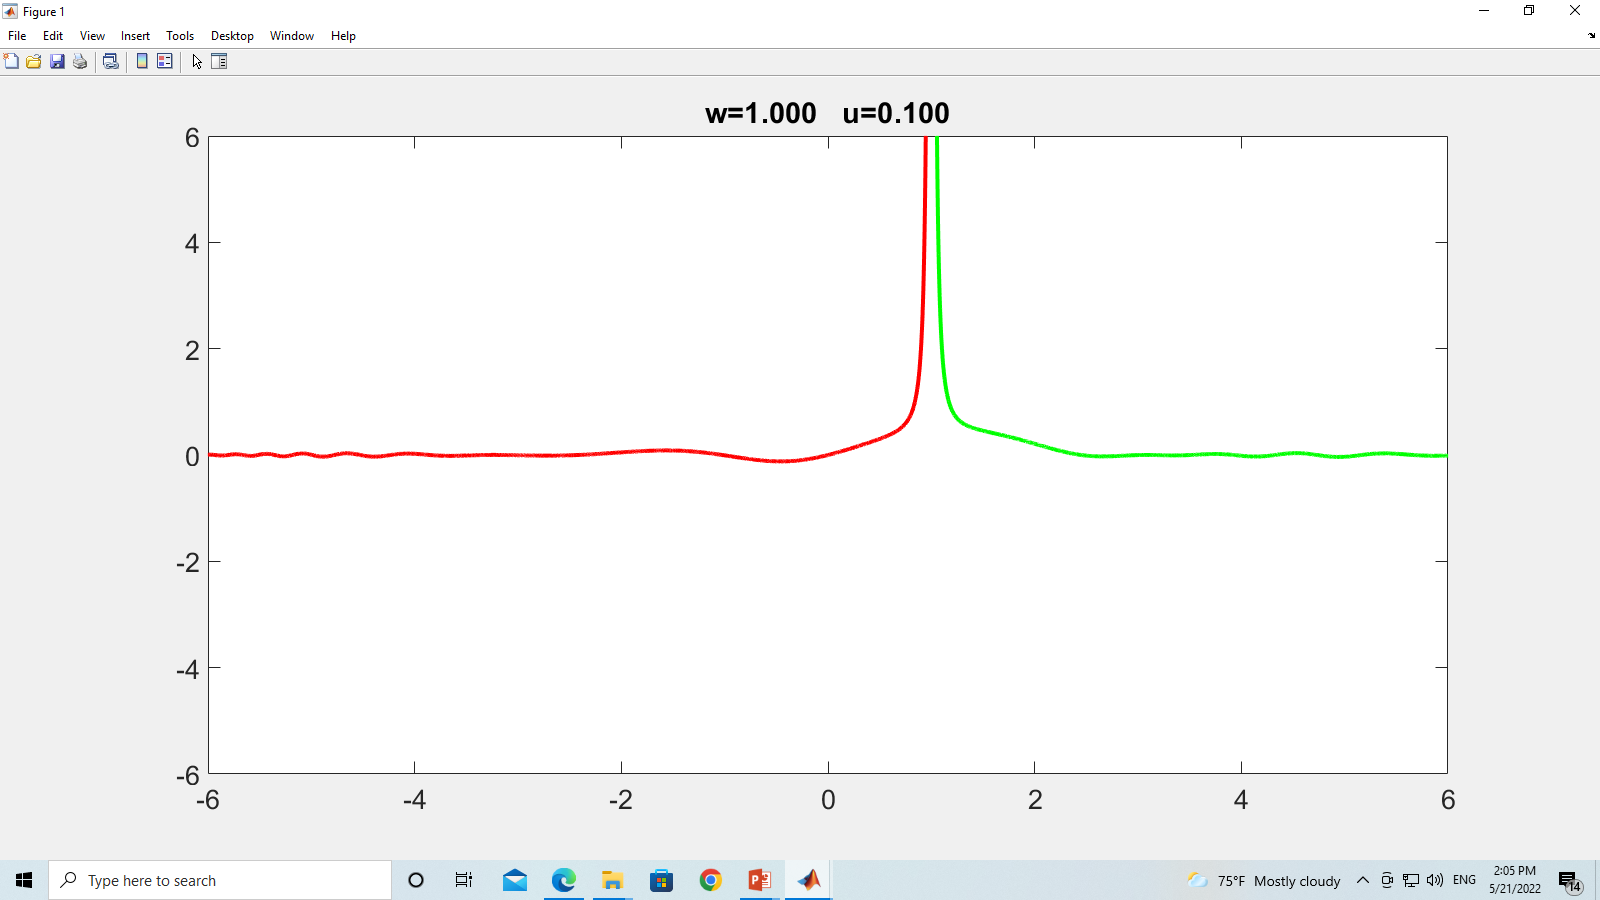 Figure 1
File Edit View Insert Tools Desktop Window Help
w=1.000 u=0.100
6
4
2
0
-2
-4
-6
-6 -4 -2 0 2 4 6
Type here to search
75°F Mostly cloudy
ENG
2:05 PM
5/21/2022
14